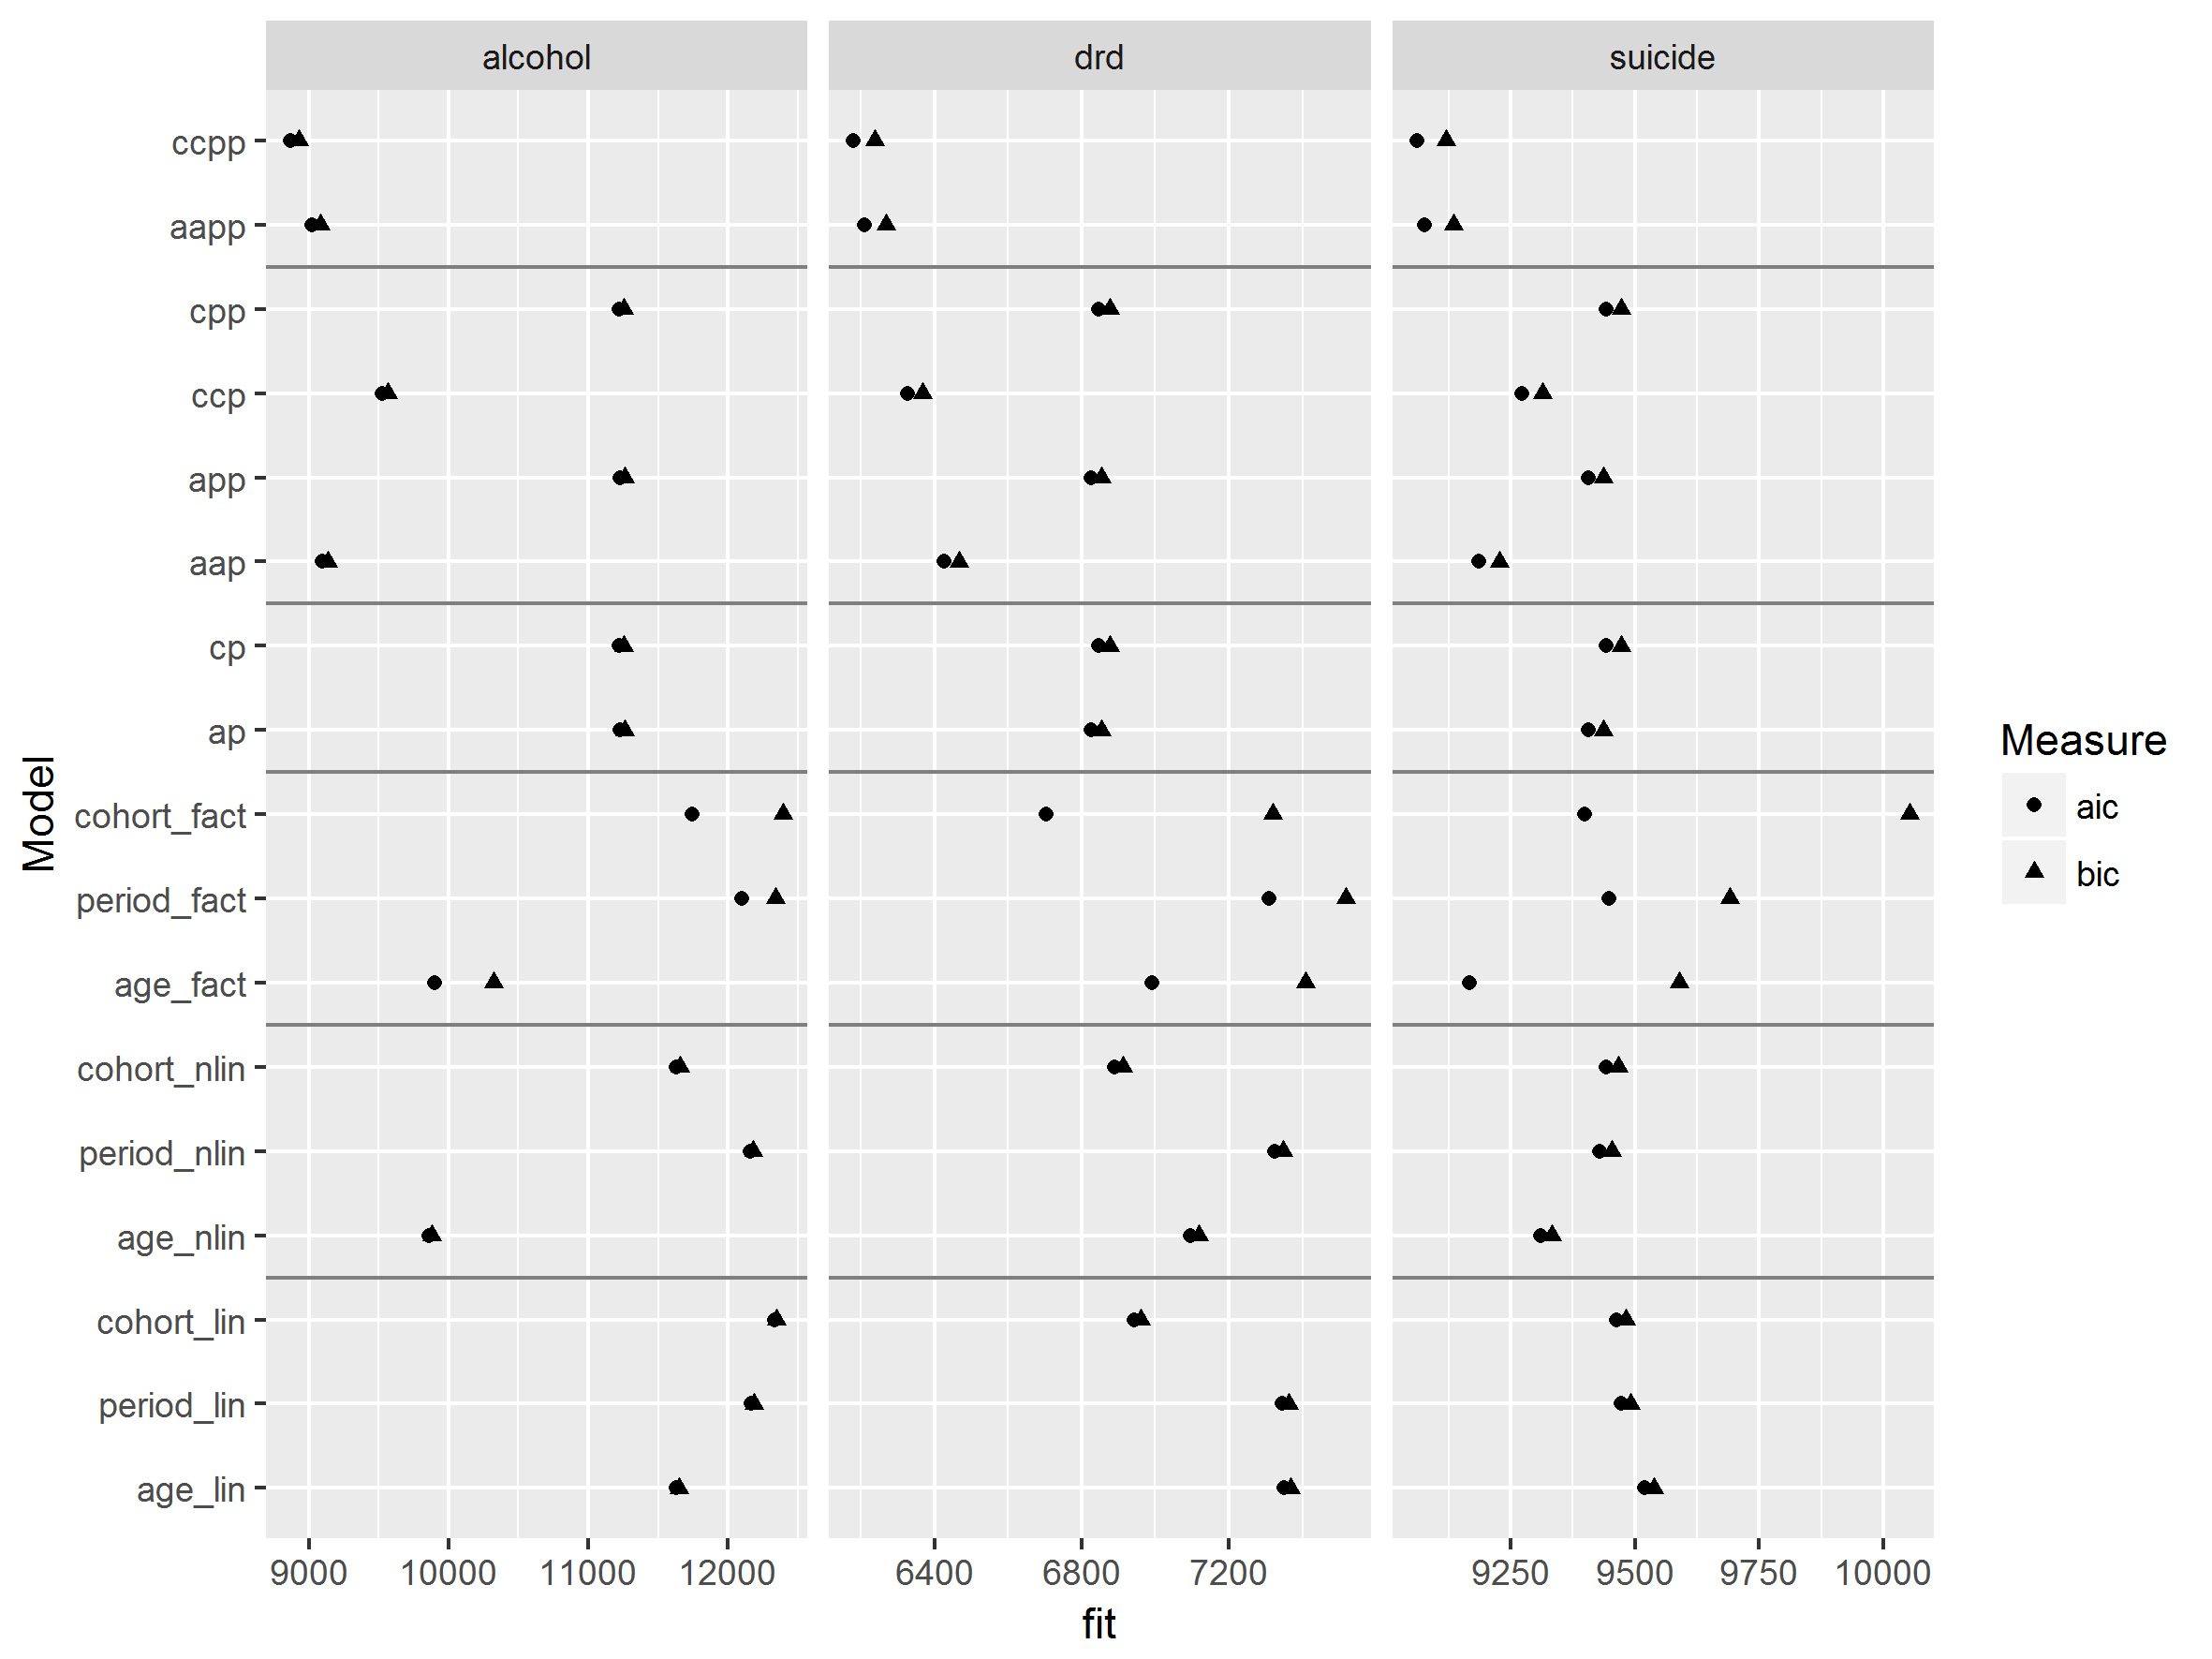 alcohol drd suicide
ccpp
aapp
cpp
ccp
app
aap
cp
ap
cohort_fact
period_fact
age_fact
cohort_nlin
period_nlin
age_nlin
cohort_lin
period_lin
age_lin
Model
9000 10000 11000 12000 6400 6800 7200 9250 9500 9750 10000
fit
Measure
aic
bic